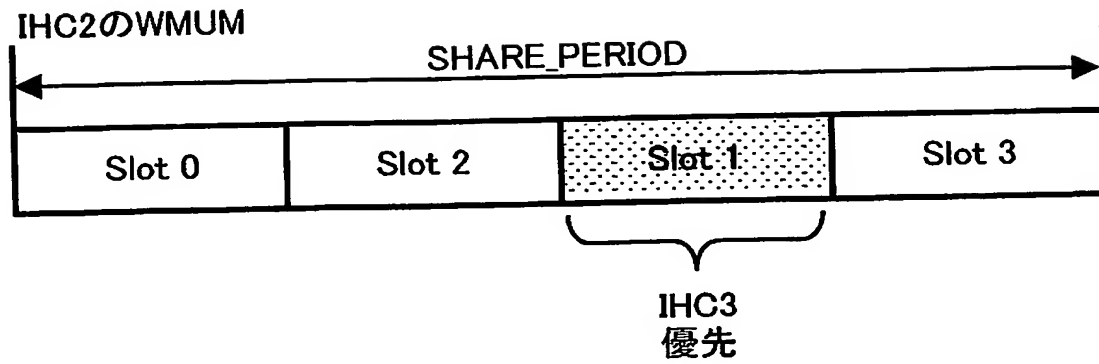 IHC2のWMUM
SHARE_PERIOD
Slot 0
Slot 2
Slot 1
Slot 3
IHC3
優先